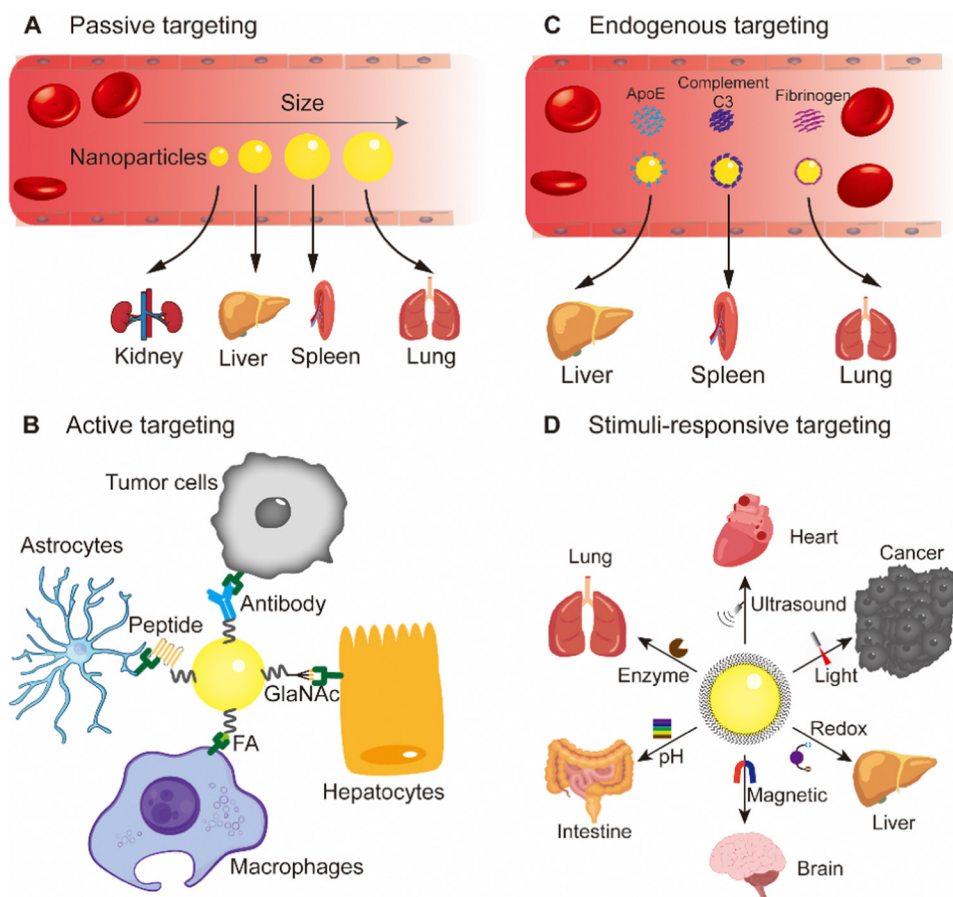 A Passive targeting
Size
Nanoparticles
Kidney
Liver
Spleen
Lung
B Active targeting
Tumor cells
Astrocytes
Antibody
Peptide
GlaNAc
FA
Hepatocytes
Macrophages
C Endogenous targeting
ApoE
Complement
C3
Fibrinogen
Liver
Spleen
Lung
D Stimuli-responsive targeting
Heart
Lung
Cancer
Ultrasound
Enzyme
Light
Redox
pH
Magnetic
Intestine
Liver
Brain